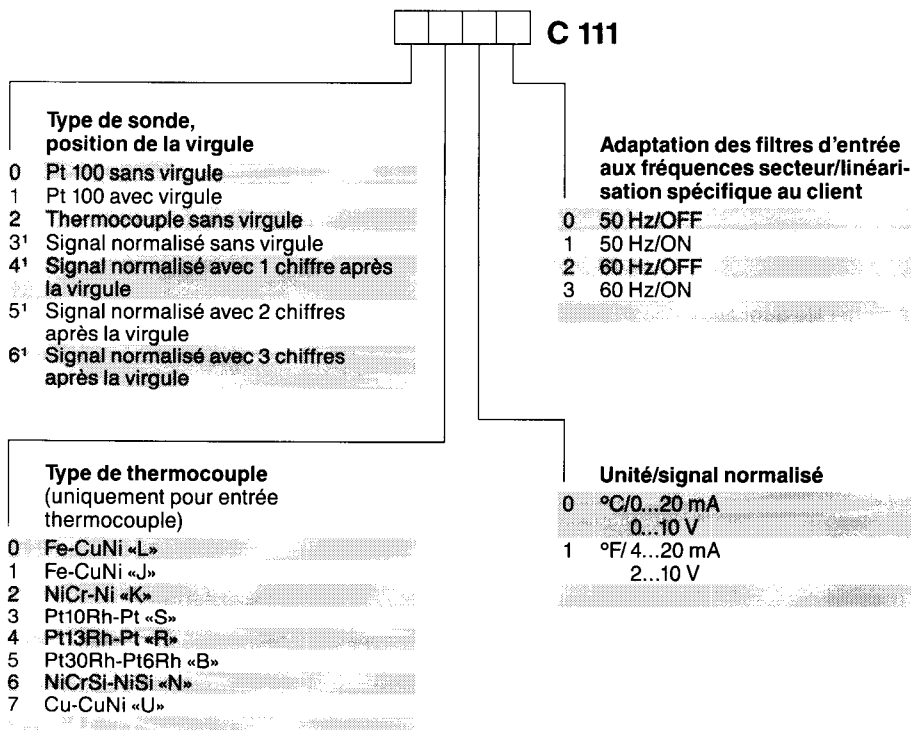 C 111
Type de sonde,
position de la virgule
0 Pt 100 sans virgule
1 Pt 100 avec virgule
2 Thermocouple sans virgule
3¹ Signal normalisé sans virgule
4¹ Signal normalisé avec 1 chiffre après
la virgule
5¹ Signal normalisé avec 2 chiffres
après la virgule
6¹ Signal normalisé avec 3 chiffres
après la virgule
Adaptation des filtres d'entrée
aux fréquences secteur/linéari-
sation spécifique au client
0 50 Hz/OFF
1 50 Hz/ON
2 60 Hz/OFF
3 60 Hz/ON
Type de thermocouple
(uniquement pour entrée
thermocouple)
0 Fe-CuNi «L»
1 Fe-CuNi «J»
2 NiCr-Ni «K»
3 Pt10Rh-Pt «S»
4 Pt13Rh-Pt «R»
5 Pt30Rh-Pt6Rh «B»
6 NiCrSi-NiSi «N»
7 Cu-CuNi «U»
Unité/signal normalisé
0 °C/0...20 mA
0...10 V
1 °F/ 4...20 mA
2...10 V